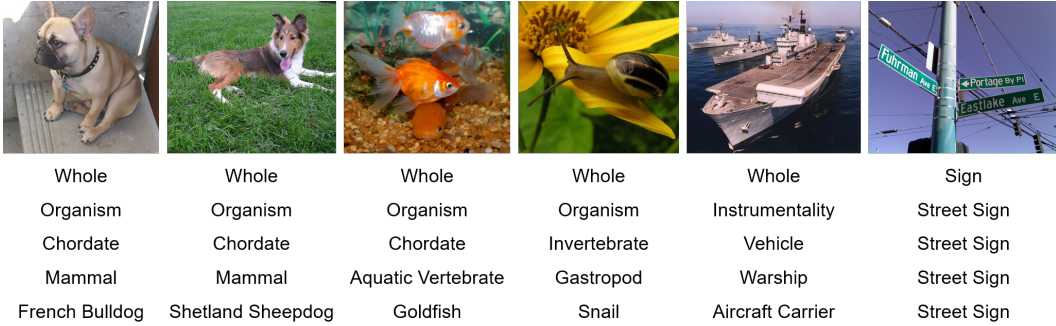 Fuhrman Ave E
Portage By Pl
Eastlake Ave E
Whole Whole Whole Whole Whole Sign
Organism Organism Organism Organism Instrumentality Street Sign
Chordate Chordate Chordate Invertebrate Vehicle Street Sign
Mammal Mammal Aquatic Vertebrate Gastropod Warship Street Sign
French Bulldog Shetland Sheepdog Goldfish Snail Aircraft Carrier Street Sign